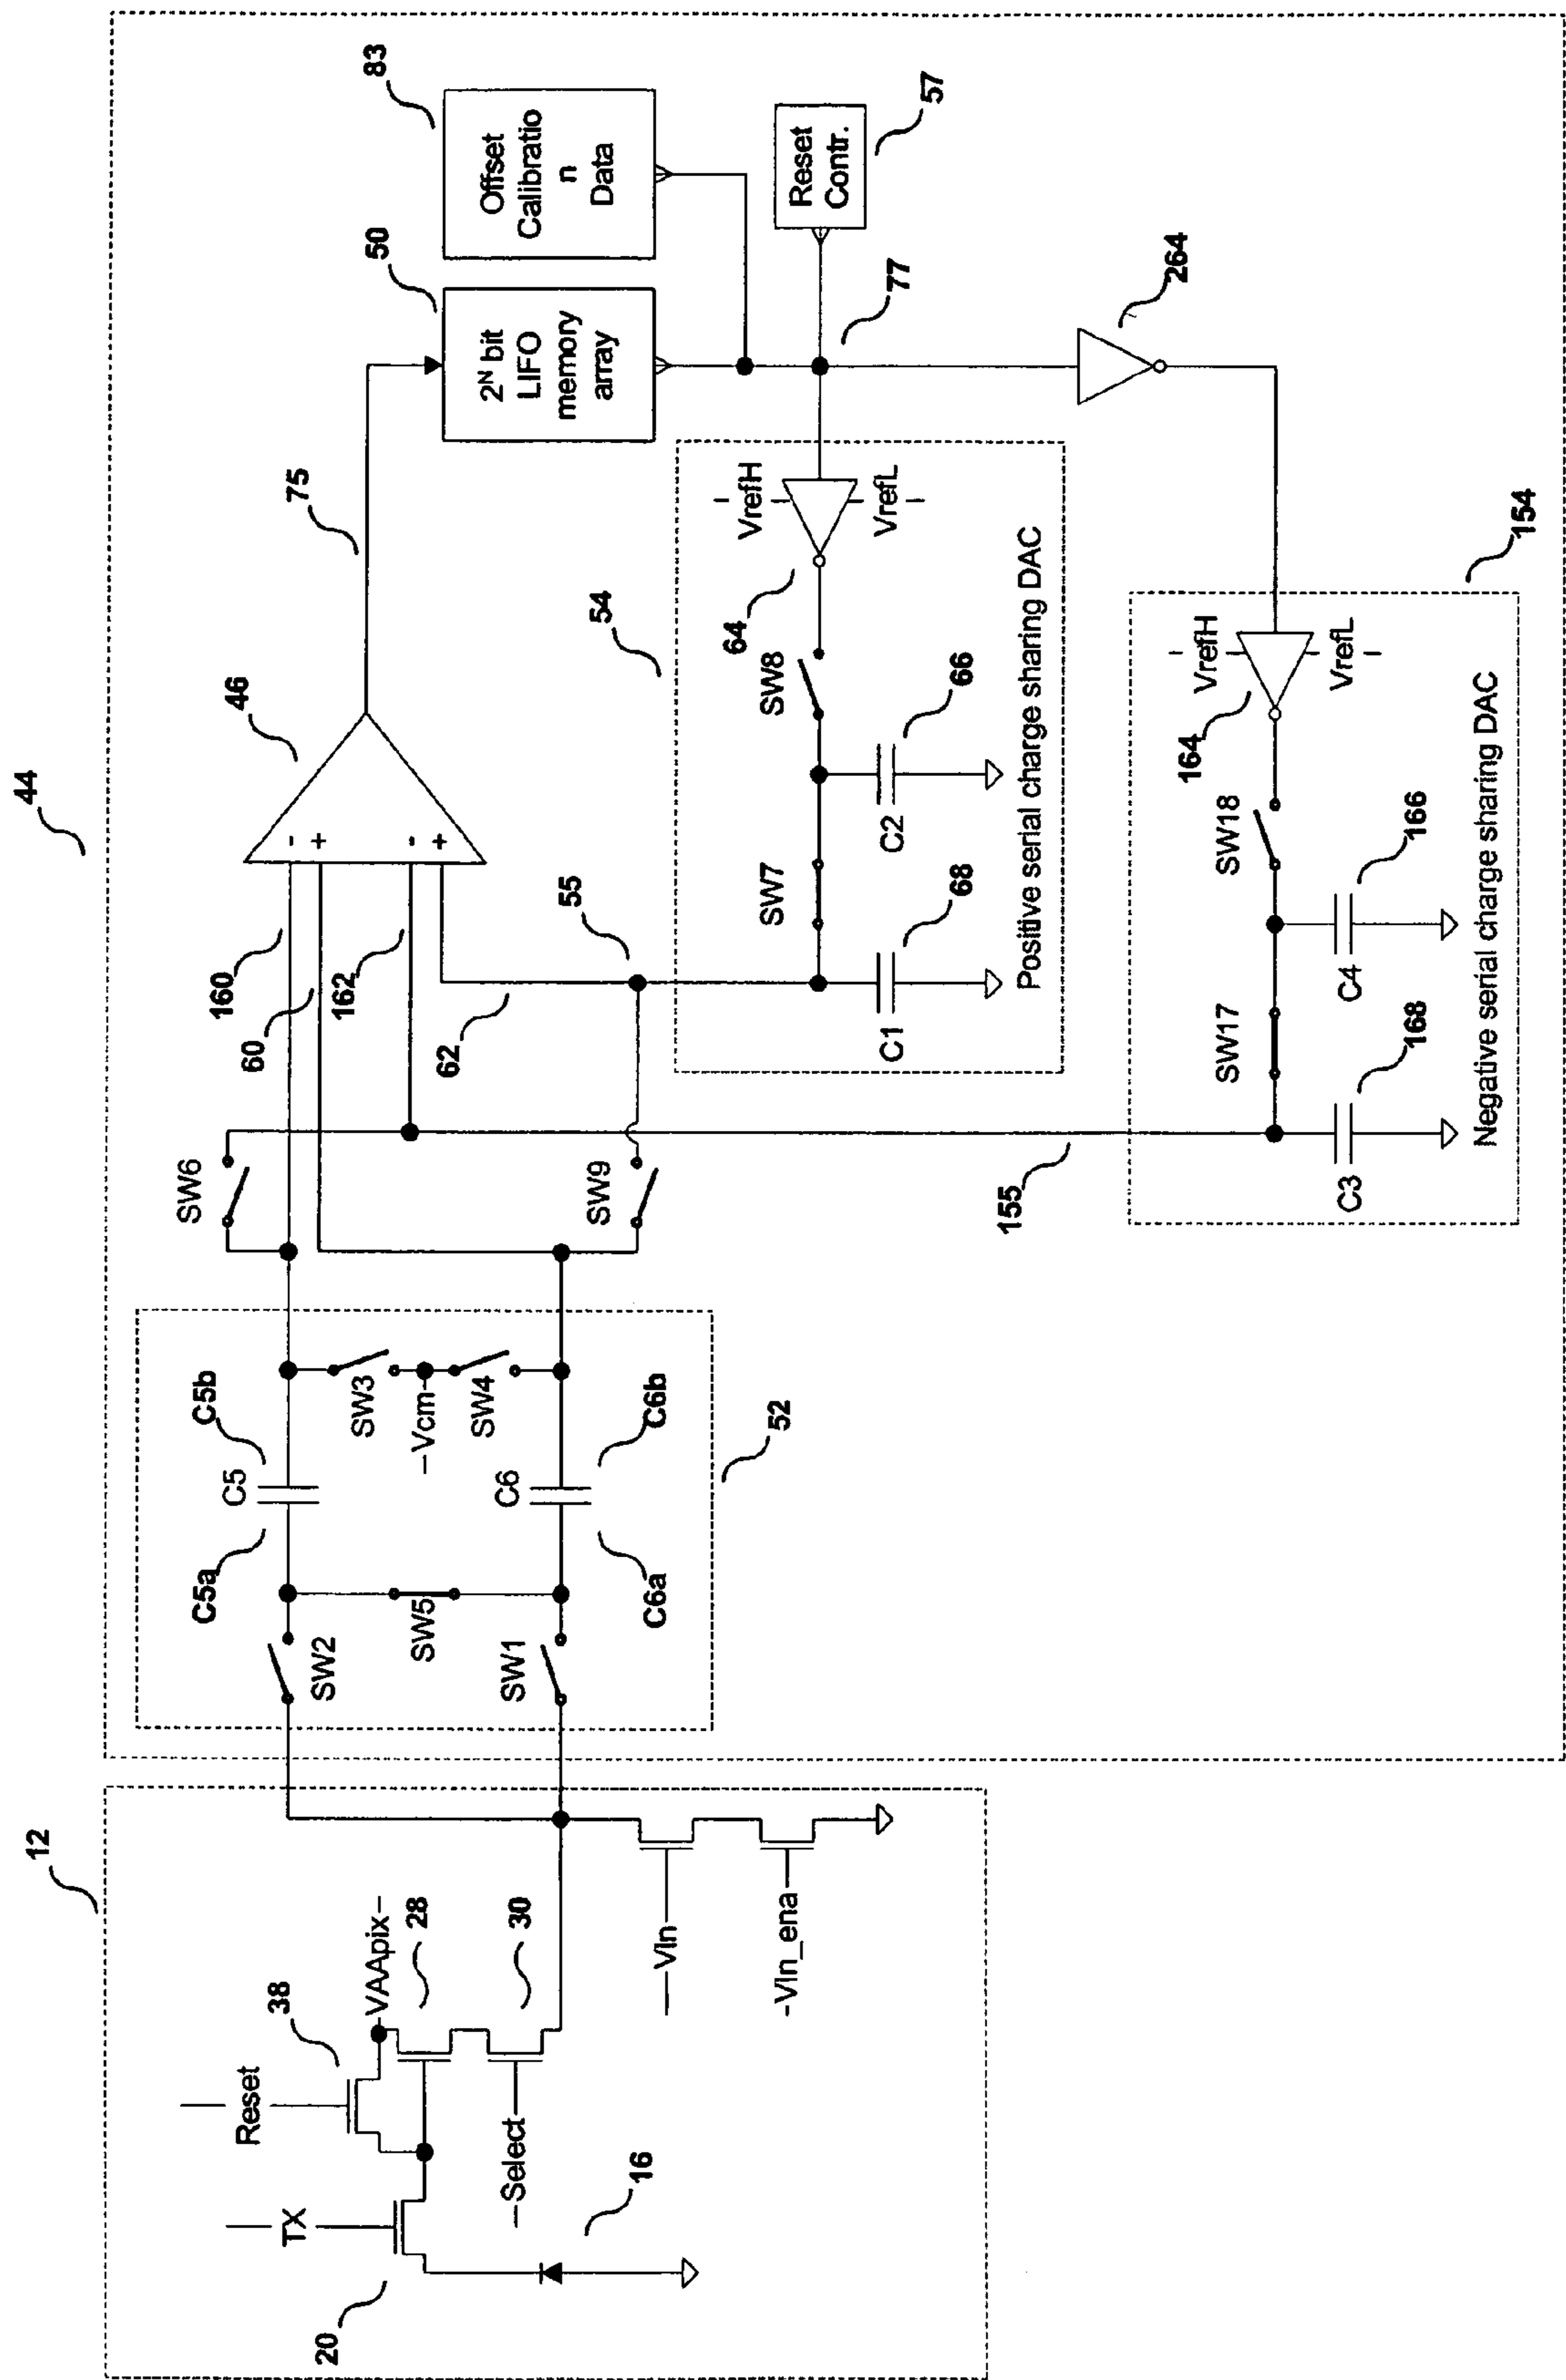 12
44
Reset
38
VAApix
28
TX
20
Select
30
16
Vln
Vln_ena
C5a
C5b
C5
SW2
SW3
Vcm
SW4
SW5
SW1
C6
C6a
C6b
52
SW6
SW9
160
60
162
62
-
+
-
+
46
75
55
155
50
2N bit
LIFO
memory
array
83
Offset
Calibratio
n
Data
Reset
Contr.
57
77
264
54
VrefH
VrefL
64
SW8
SW7
C2
66
C1
68
Positive serial charge sharing DAC
154
VrefH
VrefL
164
SW18
SW17
C4
166
C3
168
Negative serial charge sharing DAC